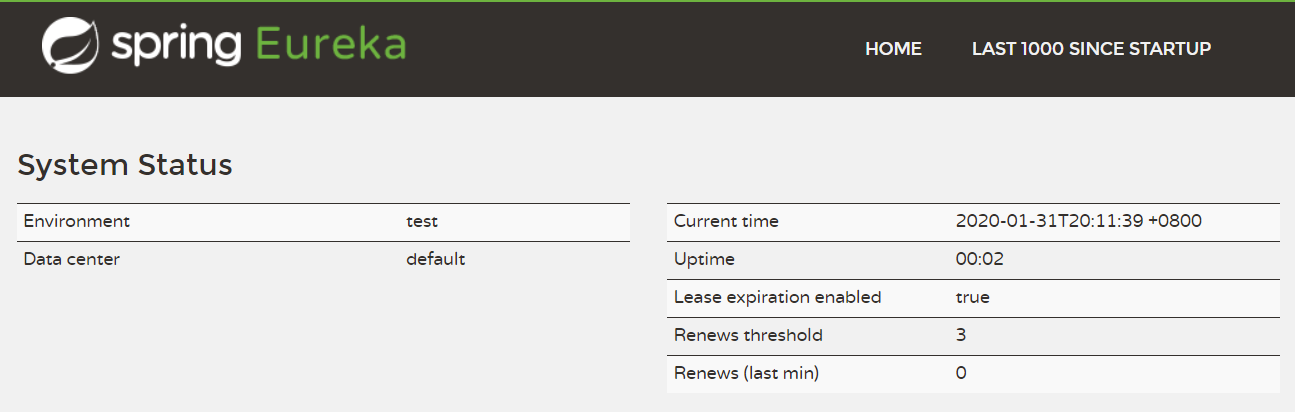 spring Eureka
HOME LAST 1000 SINCE STARTUP
System Status
Environment test
Data center default
Current time 2020-01-31T20:11:39 +0800
Uptime 00:02
Lease expiration enabled true
Renews threshold 3
Renews (last min) 0